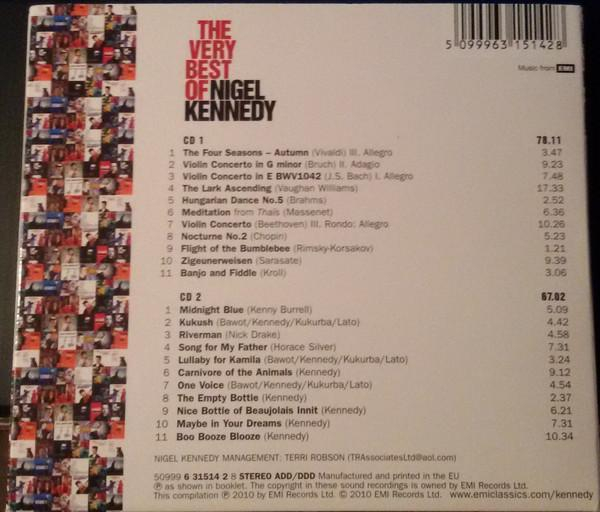 THE
VERY
BEST
OF NIGEL
KENNEDY
5 099963 151428
Music from EMI
CD 1 78.11
1 The Four Seasons – Autumn (Vivaldi) III. Allegro 3.47
2 Violin Concerto in G minor (Bruch) II. Adagio 9.23
3 Violin Concerto in E BWV1042 (J.S. Bach) I. Allegro 7.48
4 The Lark Ascending (Vaughan Williams) 17.33
5 Hungarian Dance No.5 (Brahms) 2.52
6 Meditation from Thaïs (Massenet) 6.36
7 Violin Concerto (Beethoven) III. Rondo: Allegro 10.26
8 Nocturne No.2 (Chopin) 5.23
9 Flight of the Bumblebee (Rimsky-Korsakov) 1.21
10 Zigeunerweisen (Sarasate) 9.39
11 Banjo and Fiddle (Kroll) 3.06
CD 2 67.02
1 Midnight Blue (Kenny Burrell) 5.09
2 Kukush (Bawot/Kennedy/Kukurba/Lato) 4.42
3 Riverman (Nick Drake) 4.58
4 Song for My Father (Horace Silver) 7.31
5 Lullaby for Kamila (Bawot/Kennedy/Kukurba/Lato) 3.24
6 Carnivore of the Animals (Kennedy) 9.12
7 One Voice (Bawot/Kennedy/Kukurba/Lato) 4.54
8 The Empty Bottle (Kennedy) 2.37
9 Nice Bottle of Beaujolais Innit (Kennedy) 6.21
10 Maybe in Your Dreams (Kennedy) 7.31
11 Boo Booze Blooze (Kennedy) 10.34
NIGEL KENNEDY MANAGEMENT: TERRI ROBSON (TRAssociatesLtd@aol.com)
50999 6 31514 2 8 STEREO ADD/DDD Manufactured and printed in the EU
℗ as shown in booklet. The copyright in these sound recordings is owned by EMI Records Ltd.
This compilation ℗ 2010 by EMI Records Ltd. © 2010 EMI Records Ltd. www.emiclassics.com/kennedy